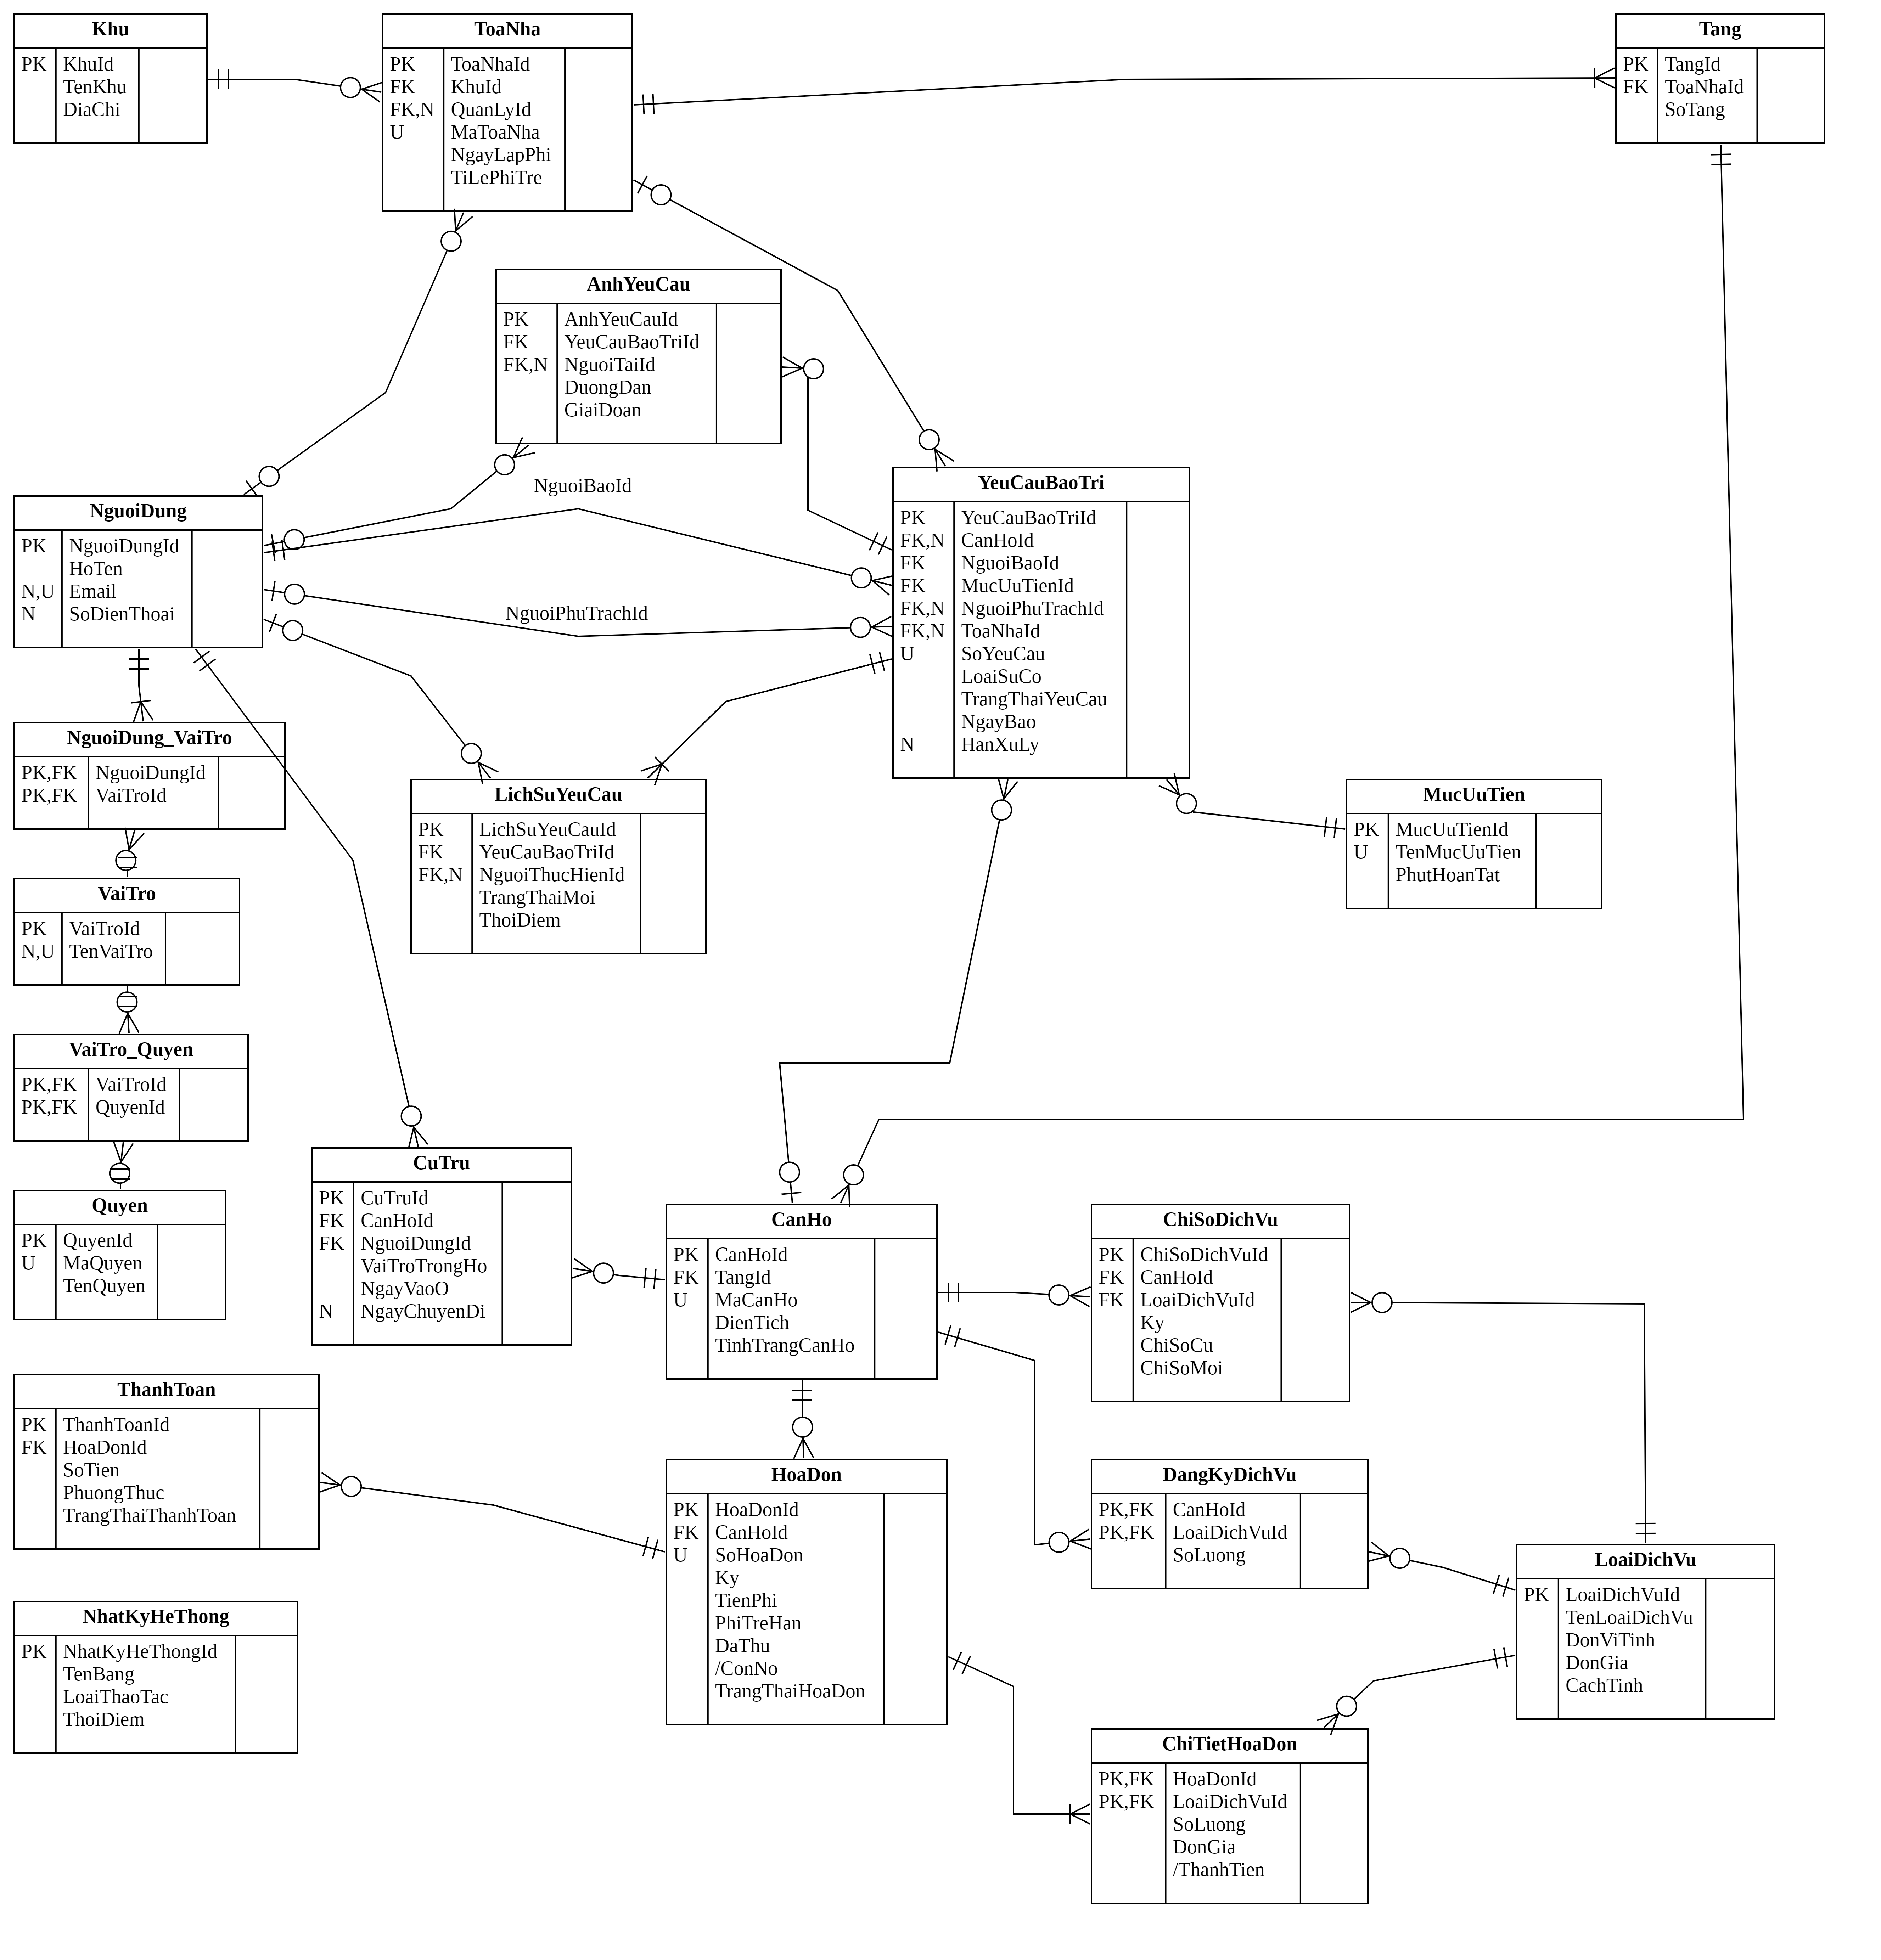 Khu
PK KhuId
TenKhu
DiaChi
ToaNha
PK ToaNhaId
FK KhuId
FK,N QuanLyId
U MaToaNha
NgayLapPhi
TiLePhiTre
Tang
PK TangId
FK ToaNhaId
SoTang
AnhYeuCau
PK AnhYeuCauId
FK YeuCauBaoTriId
FK,N NguoiTaiId
DuongDan
GiaiDoan
NguoiBaoId
NguoiPhuTrachId
NguoiDung
PK NguoiDungId
HoTen
N,U Email
N SoDienThoai
YeuCauBaoTri
PK YeuCauBaoTriId
FK,N CanHoId
FK NguoiBaoId
FK MucUuTienId
FK,N NguoiPhuTrachId
FK,N ToaNhaId
U SoYeuCau
LoaiSuCo
TrangThaiYeuCau
NgayBao
N HanXuLy
NguoiDung_VaiTro
PK,FK NguoiDungId
PK,FK VaiTroId
LichSuYeuCau
PK LichSuYeuCauId
FK YeuCauBaoTriId
FK,N NguoiThucHienId
TrangThaiMoi
ThoiDiem
MucUuTien
PK MucUuTienId
U TenMucUuTien
PhutHoanTat
VaiTro
PK VaiTroId
N,U TenVaiTro
VaiTro_Quyen
PK,FK VaiTroId
PK,FK QuyenId
Quyen
PK QuyenId
U MaQuyen
TenQuyen
CuTru
PK CuTruId
FK CanHoId
FK NguoiDungId
VaiTroTrongHo
NgayVaoO
N NgayChuyenDi
CanHo
PK CanHoId
FK TangId
U MaCanHo
DienTich
TinhTrangCanHo
ChiSoDichVu
PK ChiSoDichVuId
FK CanHoId
FK LoaiDichVuId
Ky
ChiSoCu
ChiSoMoi
ThanhToan
PK ThanhToanId
FK HoaDonId
SoTien
PhuongThuc
TrangThaiThanhToan
HoaDon
PK HoaDonId
FK CanHoId
U SoHoaDon
Ky
TienPhi
PhiTreHan
DaThu
/ConNo
TrangThaiHoaDon
DangKyDichVu
PK,FK CanHoId
PK,FK LoaiDichVuId
SoLuong
LoaiDichVu
PK LoaiDichVuId
TenLoaiDichVu
DonViTinh
DonGia
CachTinh
NhatKyHeThong
PK NhatKyHeThongId
TenBang
LoaiThaoTac
ThoiDiem
ChiTietHoaDon
PK,FK HoaDonId
PK,FK LoaiDichVuId
SoLuong
DonGia
/ThanhTien